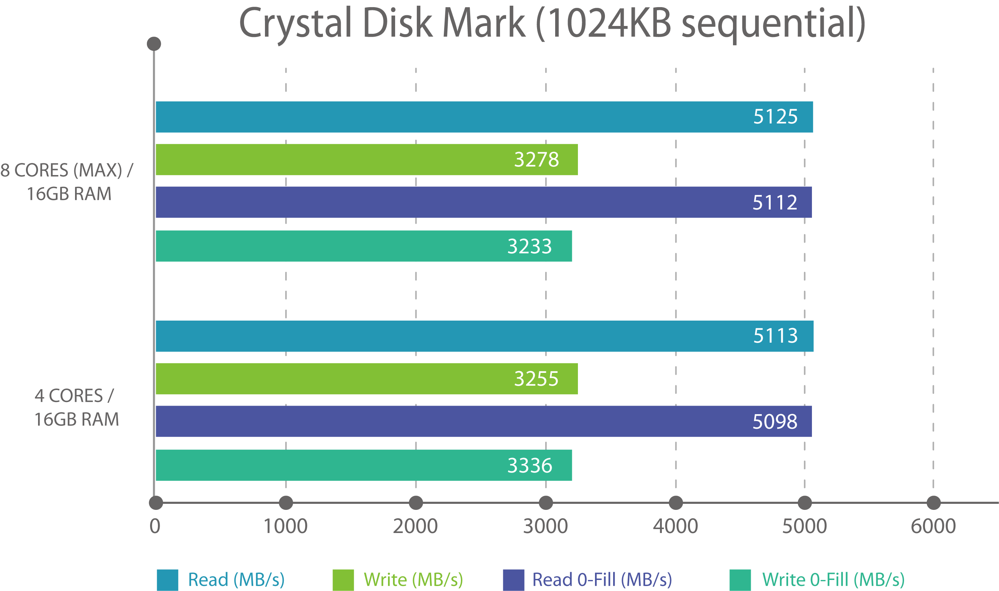 Crystal Disk Mark (1024KB sequential)
5125
3278
8 CORES (MAX) /
16GB RAM
5112
3233
5113
3255
4 CORES /
16GB RAM
5098
3336
0 1000 2000 3000 4000 5000 6000
Read (MB/s) Write (MB/s) Read 0-Fill (MB/s) Write 0-Fill (MB/s)